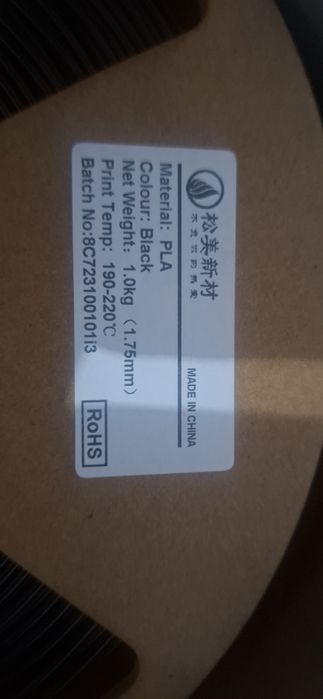 松美新材
MADE IN CHINA
Material: PLA
Colour: Black
Net Weight: 1.0kg（1.75mm）
Print Temp: 190-220℃
Batch No:8C723100101i3
RoHS